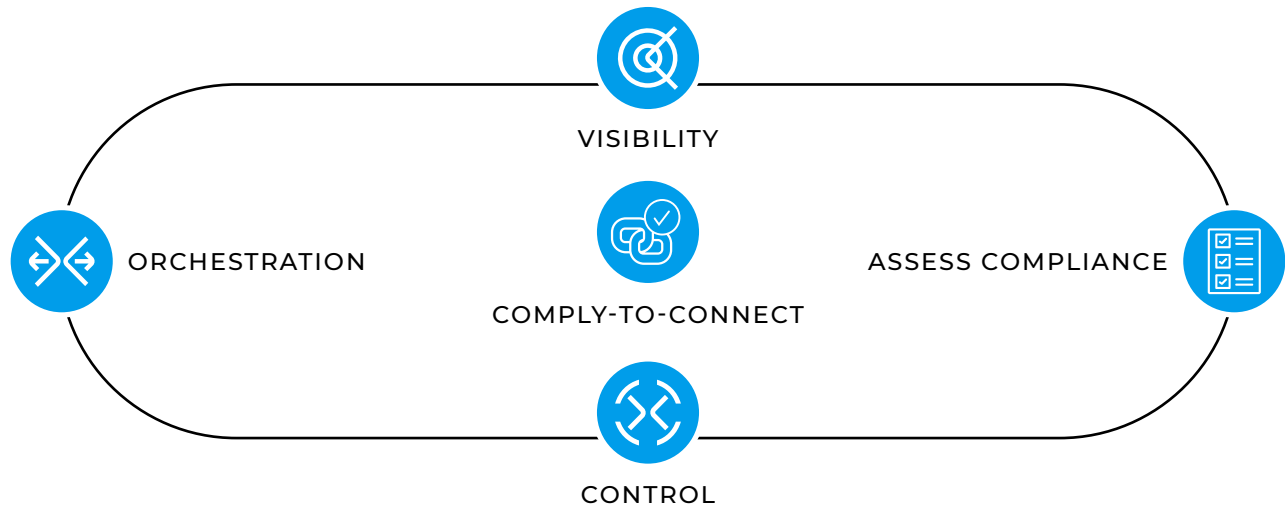 VISIBILITY
ORCHESTRATION
ASSESS COMPLIANCE
COMPLY-TO-CONNECT
CONTROL